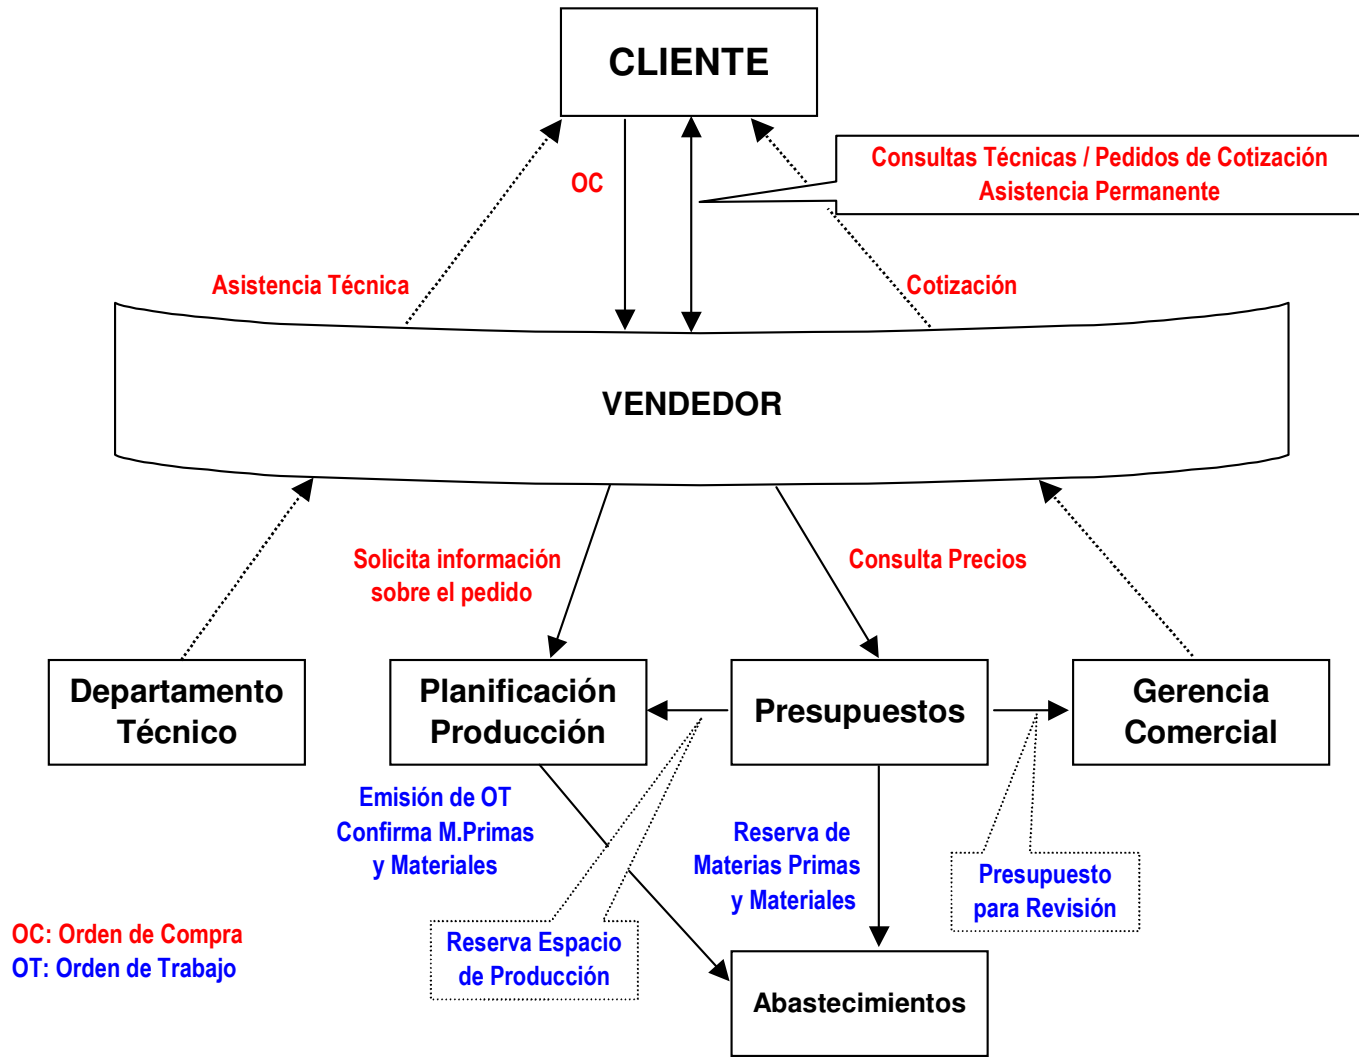 CLIENTE
Consultas Técnicas / Pedidos de Cotización
Asistencia Permanente
OC
Asistencia Técnica
Cotización
VENDEDOR
Solicita información
sobre el pedido
Consulta Precios
Departamento
Técnico
Planificación
Producción
Presupuestos
Gerencia
Comercial
Emisión de OT
Confirma M.Primas
y Materiales
Reserva de
Materias Primas
y Materiales
Presupuesto
para Revisión
Reserva Espacio
de Producción
OC: Orden de Compra
OT: Orden de Trabajo
Abastecimientos